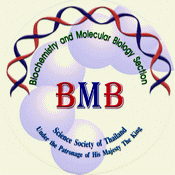 Biochemistry and Molecular Biology Section
BMB
Science Society of Thailand
Under the Patronage of His Majesty The King